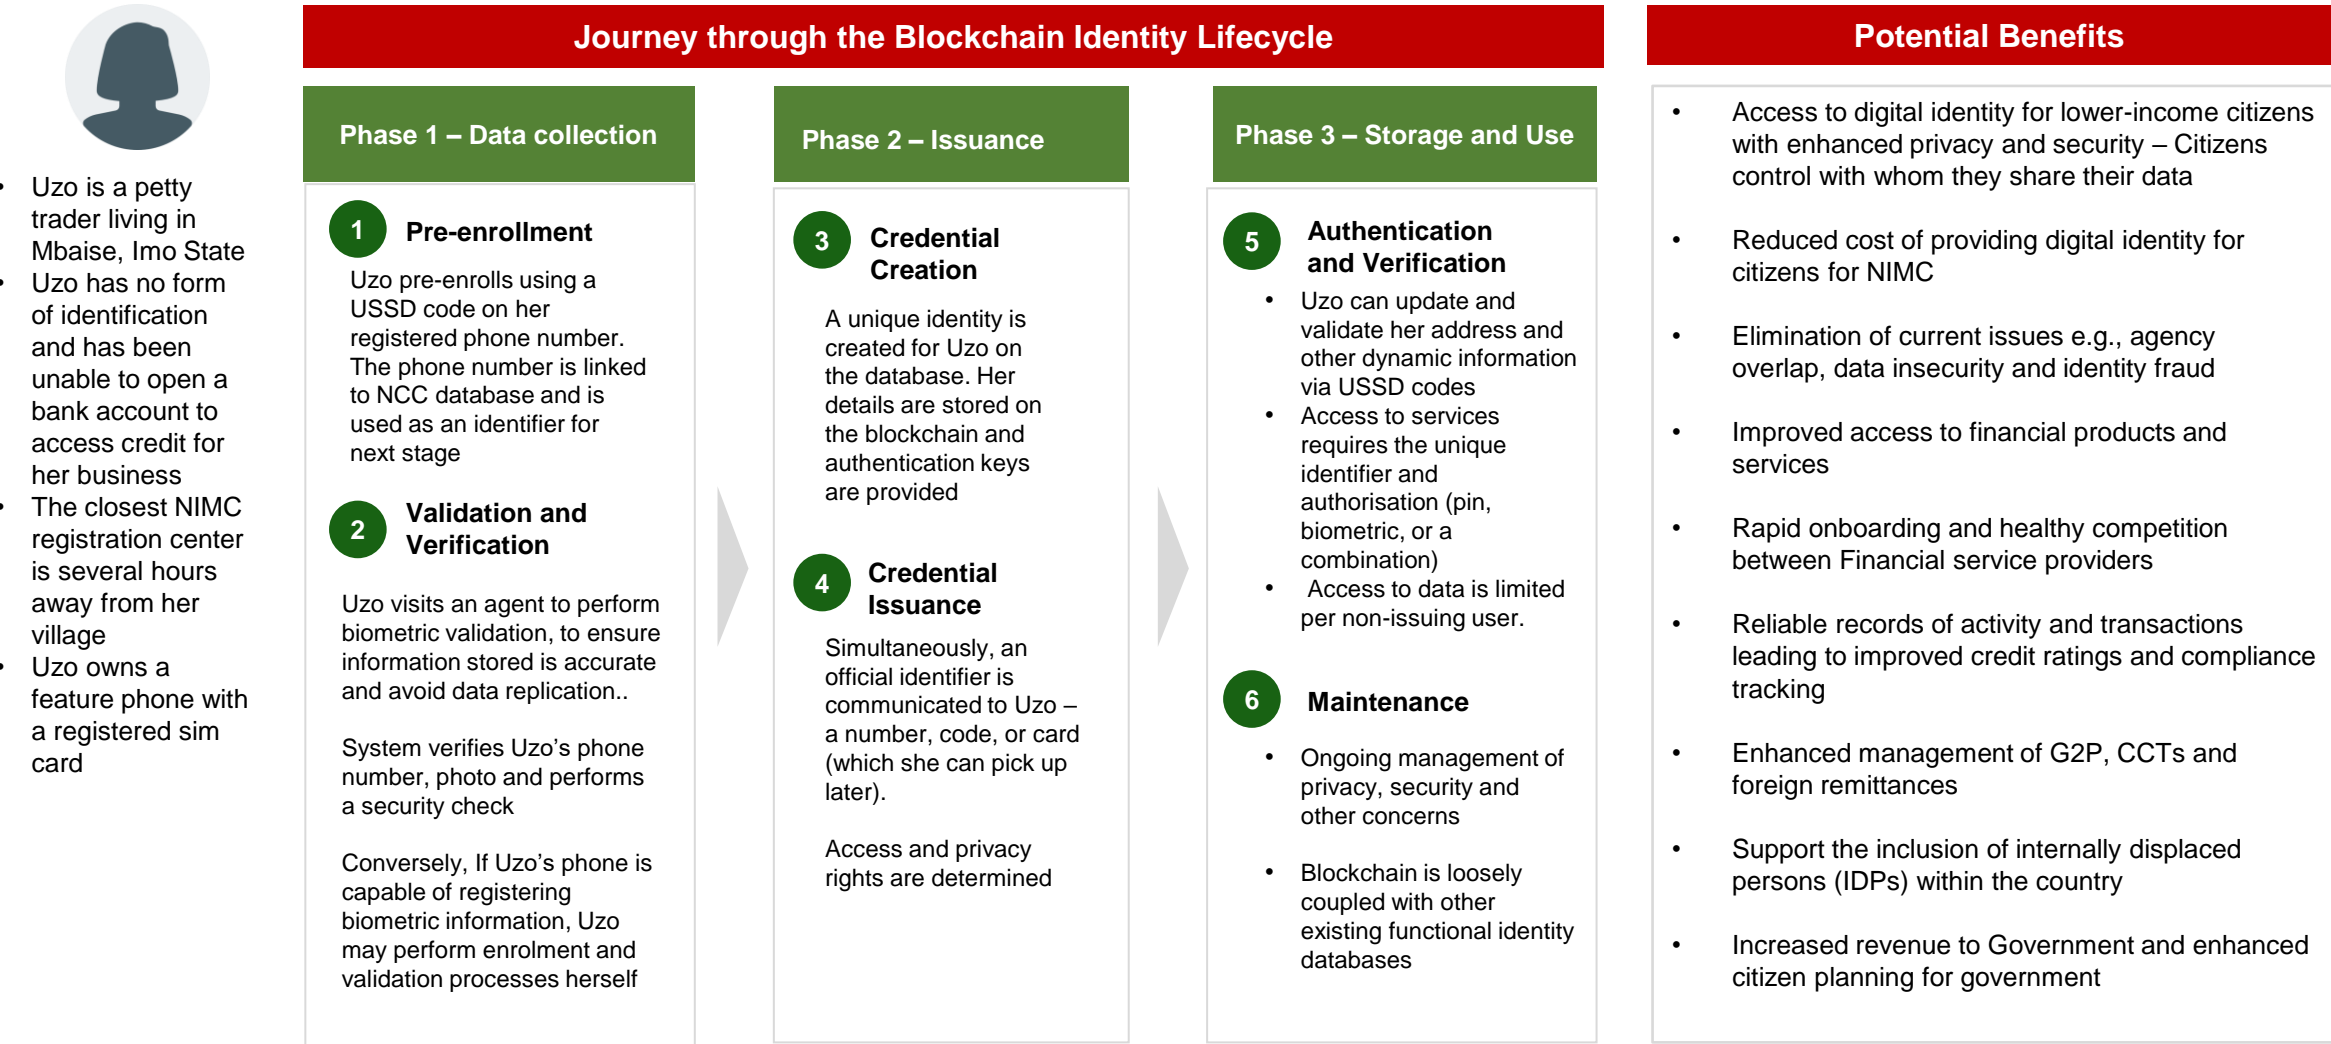 Journey through the Blockchain Identity Lifecycle
Potential Benefits
• Uzo is a petty
trader living in
Mbaise, Imo State
• Uzo has no form
of identification
and has been
unable to open a
bank account to
access credit for
her business
• The closest NIMC
registration center
is several hours
away from her
village
• Uzo owns a
feature phone with
a registered sim
card
Phase 1 – Data collection
1 Pre-enrollment
Uzo pre-enrolls using a
USSD code on her
registered phone number.
The phone number is linked
to NCC database and is
used as an identifier for
next stage
2 Validation and
Verification
Uzo visits an agent to perform
biometric validation, to ensure
information stored is accurate
and avoid data replication..
System verifies Uzo’s phone
number, photo and performs
a security check
Conversely, If Uzo’s phone is
capable of registering
biometric information, Uzo
may perform enrolment and
validation processes herself
Phase 2 – Issuance
3 Credential
Creation
A unique identity is
created for Uzo on
the database. Her
details are stored on
the blockchain and
authentication keys
are provided
4 Credential
Issuance
Simultaneously, an
official identifier is
communicated to Uzo –
a number, code, or card
(which she can pick up
later).
Access and privacy
rights are determined
Phase 3 – Storage and Use
5 Authentication
and Verification
• Uzo can update and
validate her address and
other dynamic information
via USSD codes
• Access to services
requires the unique
identifier and
authorisation (pin,
biometric, or a
combination)
• Access to data is limited
per non-issuing user.
6 Maintenance
• Ongoing management of
privacy, security and
other concerns
• Blockchain is loosely
coupled with other
existing functional identity
databases
• Access to digital identity for lower-income citizens
with enhanced privacy and security – Citizens
control with whom they share their data
• Reduced cost of providing digital identity for
citizens for NIMC
• Elimination of current issues e.g., agency
overlap, data insecurity and identity fraud
• Improved access to financial products and
services
• Rapid onboarding and healthy competition
between Financial service providers
• Reliable records of activity and transactions
leading to improved credit ratings and compliance
tracking
• Enhanced management of G2P, CCTs and
foreign remittances
• Support the inclusion of internally displaced
persons (IDPs) within the country
• Increased revenue to Government and enhanced
citizen planning for government